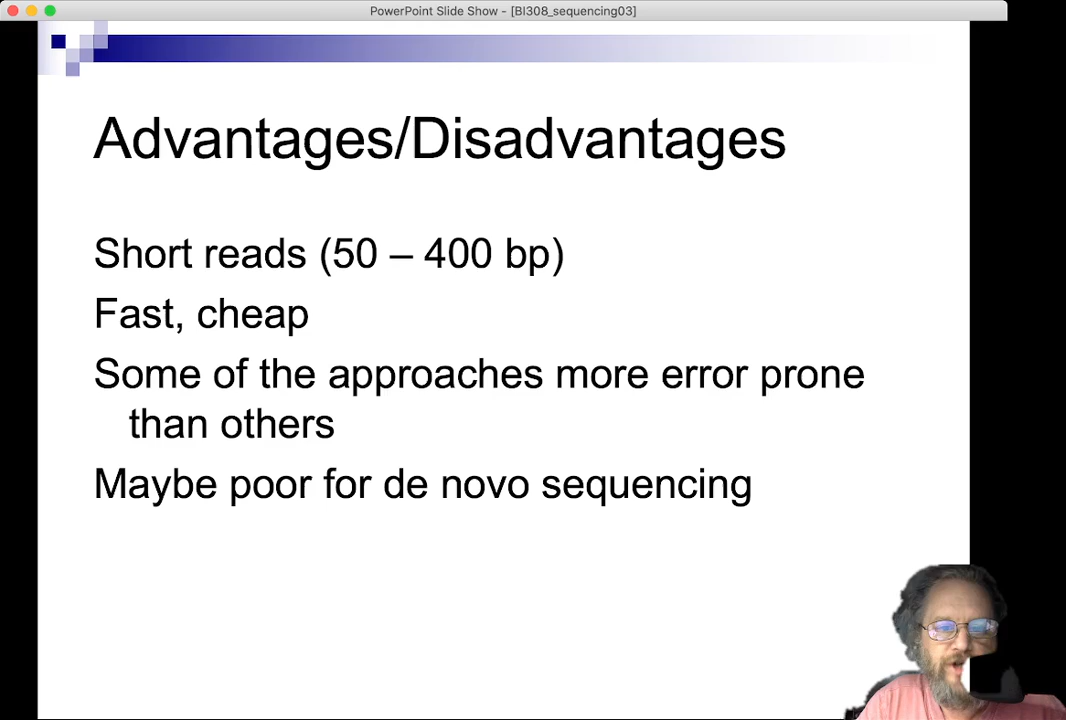 PowerPoint Slide Show - [BI308_sequencing03]
Advantages/Disadvantages
Short reads (50 – 400 bp)
Fast, cheap
Some of the approaches more error prone
than others
Maybe poor for de novo sequencing